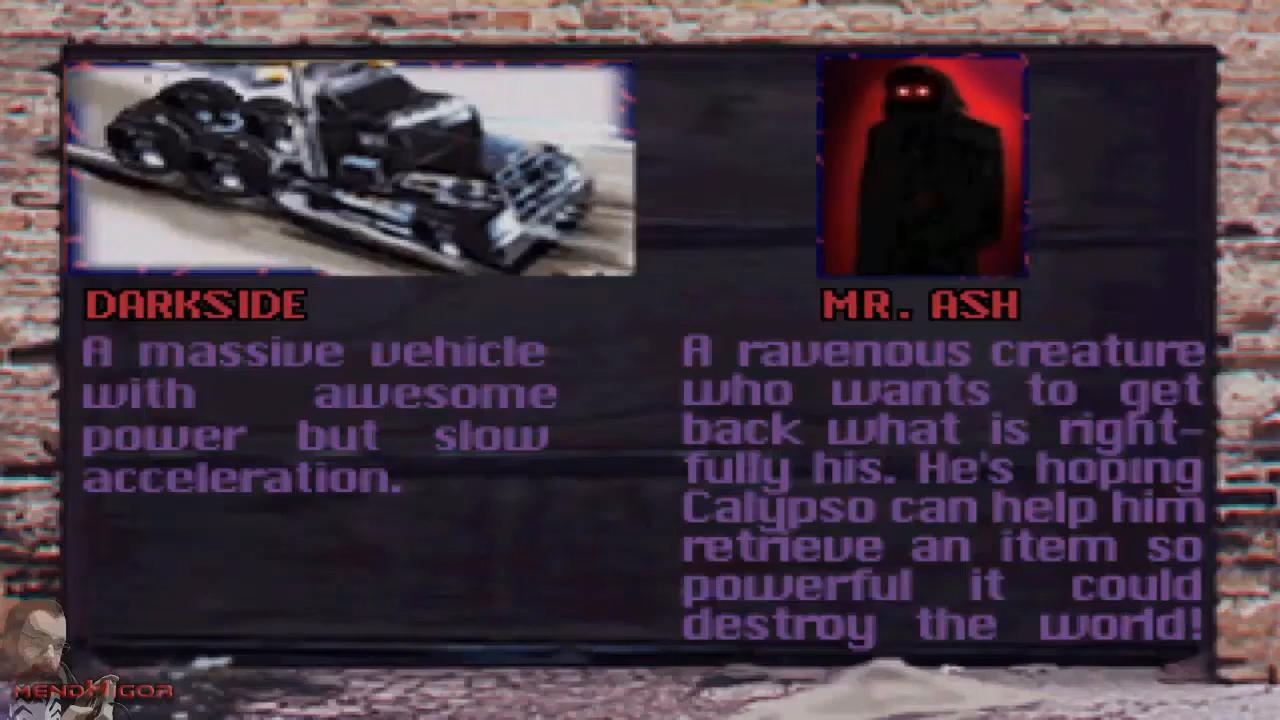 DARKSIDE
A massive vehicle
with awesome
power but slow
acceleration.
MR. ASH
A ravenous creature
who wants to get
back what is right-
fully his. He's hoping
Calypso can help him
retrieve an item so
powerful it could
destroy the world!
MENDHIGOR